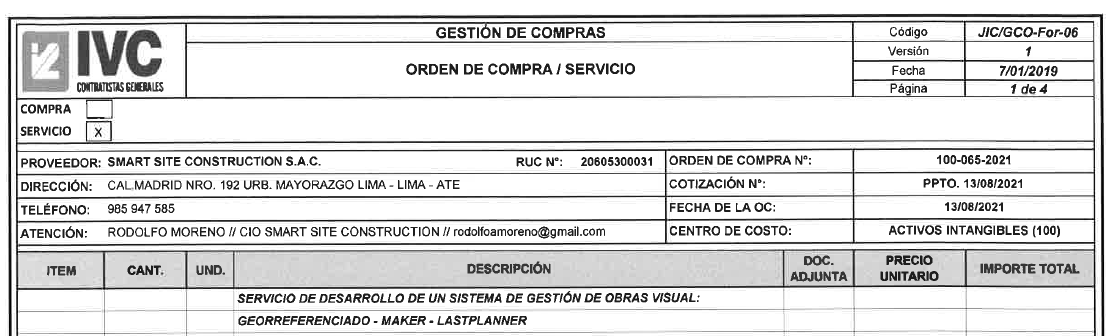 IVC
CONTRATISTAS GENERALES
GESTIÓN DE COMPRAS
ORDEN DE COMPRA / SERVICIO
Código JIC/GCO-For-06
Versión 1
Fecha 7/01/2019
Página 1 de 4
COMPRA
SERVICIO X
PROVEEDOR: SMART SITE CONSTRUCTION S.A.C. RUC N°: 20605300031 ORDEN DE COMPRA N°: 100-065-2021
DIRECCIÓN: CAL.MADRID NRO. 192 URB. MAYORAZGO LIMA - LIMA - ATE COTIZACIÓN N°: PPTO. 13/08/2021
TELÉFONO: 985 947 585 FECHA DE LA OC: 13/08/2021
ATENCIÓN: RODOLFO MORENO // CIO SMART SITE CONSTRUCTION // rodolfoamoreno@gmail.com CENTRO DE COSTO: ACTIVOS INTANGIBLES (100)
ITEM CANT. UND. DESCRIPCIÓN DOC. ADJUNTA PRECIO UNITARIO IMPORTE TOTAL
SERVICIO DE DESARROLLO DE UN SISTEMA DE GESTIÓN DE OBRAS VISUAL:
GEORREFERENCIADO - MAKER - LASTPLANNER